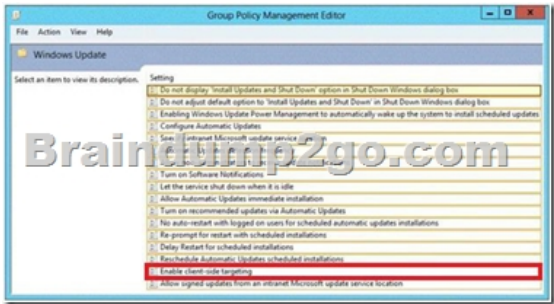 Group Policy Management Editor
File Action View Help
Windows Update
Select an item to view its description.
Setting
Do not display 'Install Updates and Shut Down' option in Shut Down Windows dialog box
Do not adjust default option to 'Install Updates and Shut Down' in Shut Down Windows dialog box
Enabling Windows Update Power Management to automatically wake up the system to install scheduled updates
Configure Automatic Updates
Braindump2go.com
Turn on Software Notifications
Let the service shut down when it is idle
Allow Automatic Updates immediate installation
Turn on recommended updates via Automatic Updates
No auto-restart with logged on users for scheduled automatic updates installations
Re-prompt for restart with scheduled installations
Delay Restart for scheduled installations
Reschedule Automatic Updates scheduled installations
Enable client-side targeting
Allow signed updates from an intranet Microsoft update service location